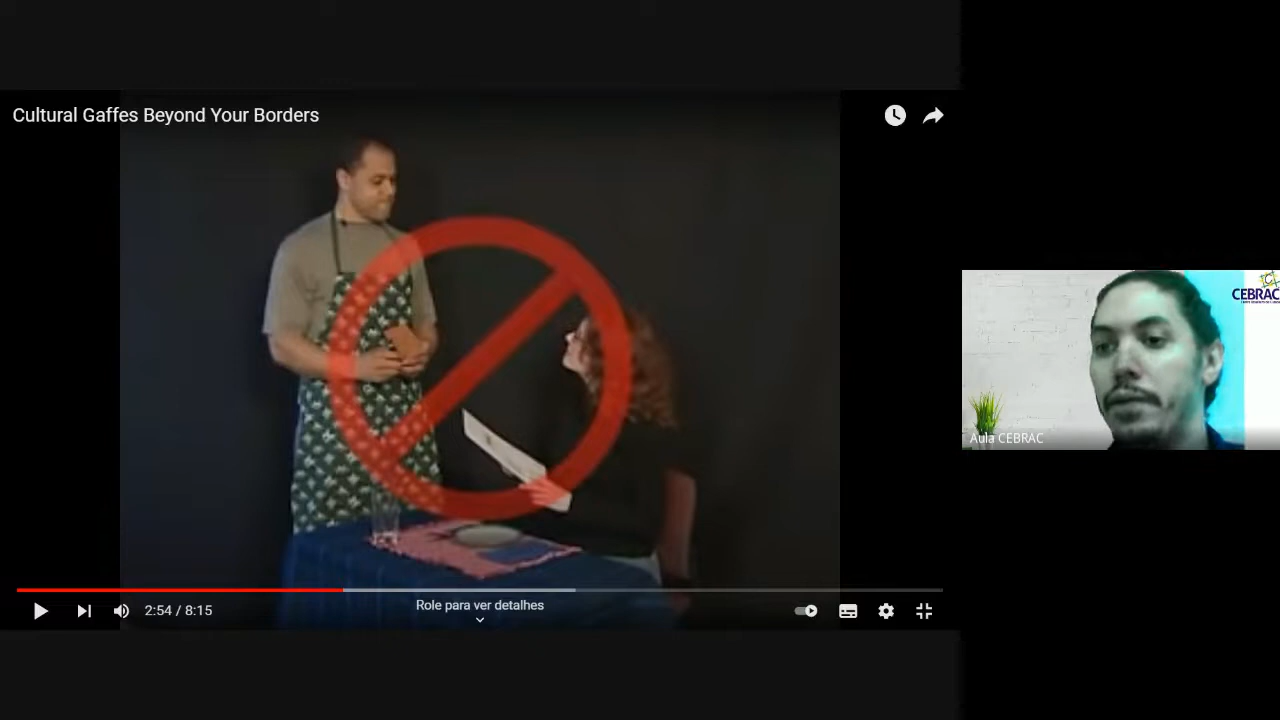 Cultural Gaffes Beyond Your Borders
CEBRAC
Aula CEBRAC
2:54 / 8:15
Role para ver detalhes